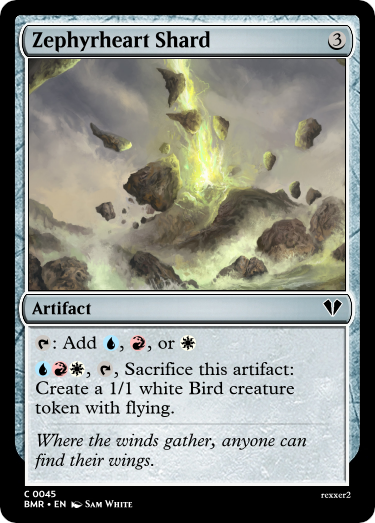 Zephyrheart Shard 3
Artifact
: Add , , or
, , Sacrifice this artifact:
Create a 1/1 white Bird creature
token with flying.
Where the winds gather, anyone can
find their wings.
C 0045
BMR • EN Sam White
rexxer2